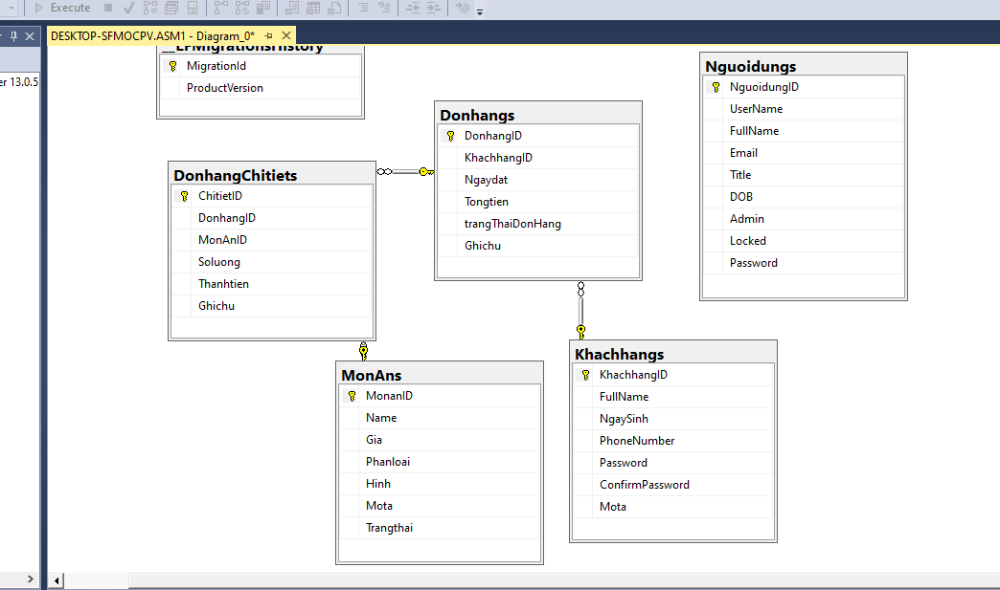 Execute
DESKTOP-SFMOCPV.ASM1 - Diagram_0*
er 13.0.5
__EFMigrationsHistory
MigrationId
ProductVersion
Donhangs
DonhangID
KhachhangID
Ngaydat
Tongtien
trangThaiDonHang
Ghichu
Nguoidungs
NguoidungID
UserName
FullName
Email
Title
DOB
Admin
Locked
Password
DonhangChitiets
ChitietID
DonhangID
MonAnID
Soluong
Thanhtien
Ghichu
MonAns
MonanID
Name
Gia
Phanloai
Hinh
Mota
Trangthai
Khachhangs
KhachhangID
FullName
NgaySinh
PhoneNumber
Password
ConfirmPassword
Mota